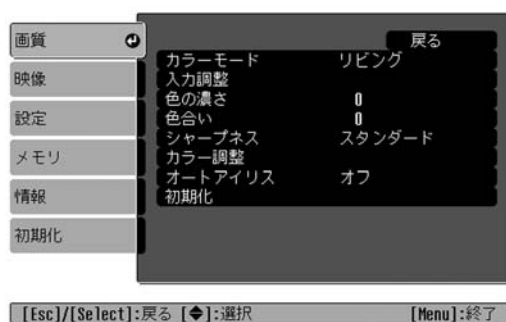 画質
映像
設定
メモリ
情報
初期化
戻る
カラーモード リビング
入力調整
色の濃さ 0
色合い 0
シャープネス スタンダード
カラー調整
オートアイリス オフ
初期化
[Esc]/[Select]:戻る [◆]:選択 [Menu]:終了